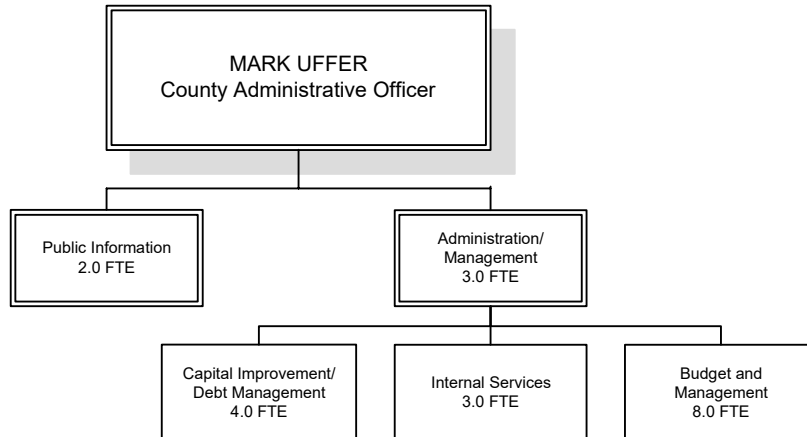 MARK UFFER
County Administrative Officer
Public Information
2.0 FTE
Administration/
Management
3.0 FTE
Capital Improvement/
Debt Management
4.0 FTE
Internal Services
3.0 FTE
Budget and
Management
8.0 FTE